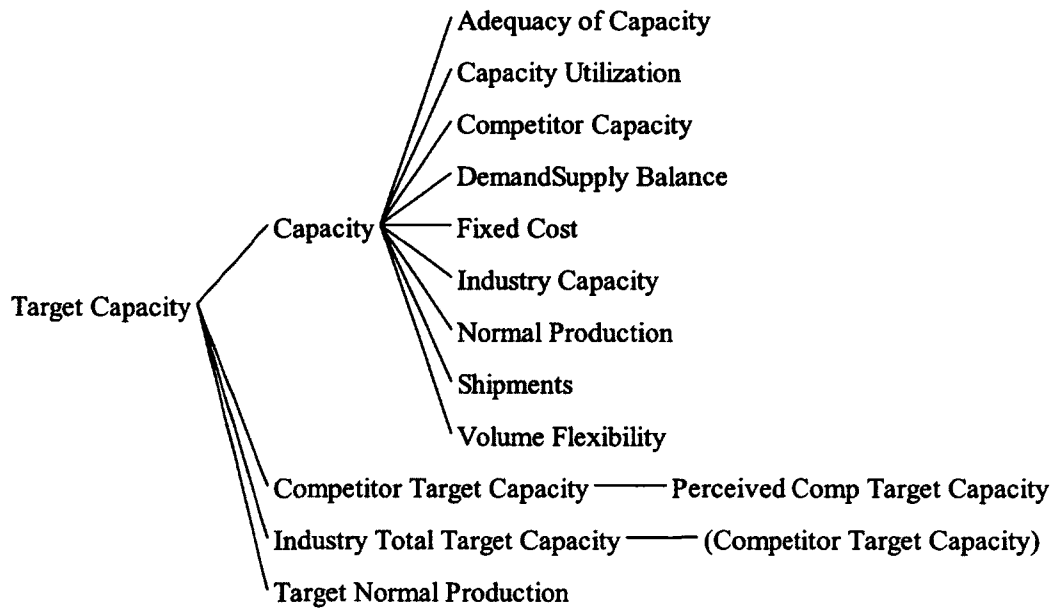 Adequacy of Capacity
Capacity Utilization
Competitor Capacity
DemandSupply Balance
Capacity
Fixed Cost
Industry Capacity
Target Capacity
Normal Production
Shipments
Volume Flexibility
Competitor Target Capacity
Perceived Comp Target Capacity
Industry Total Target Capacity
(Competitor Target Capacity)
Target Normal Production